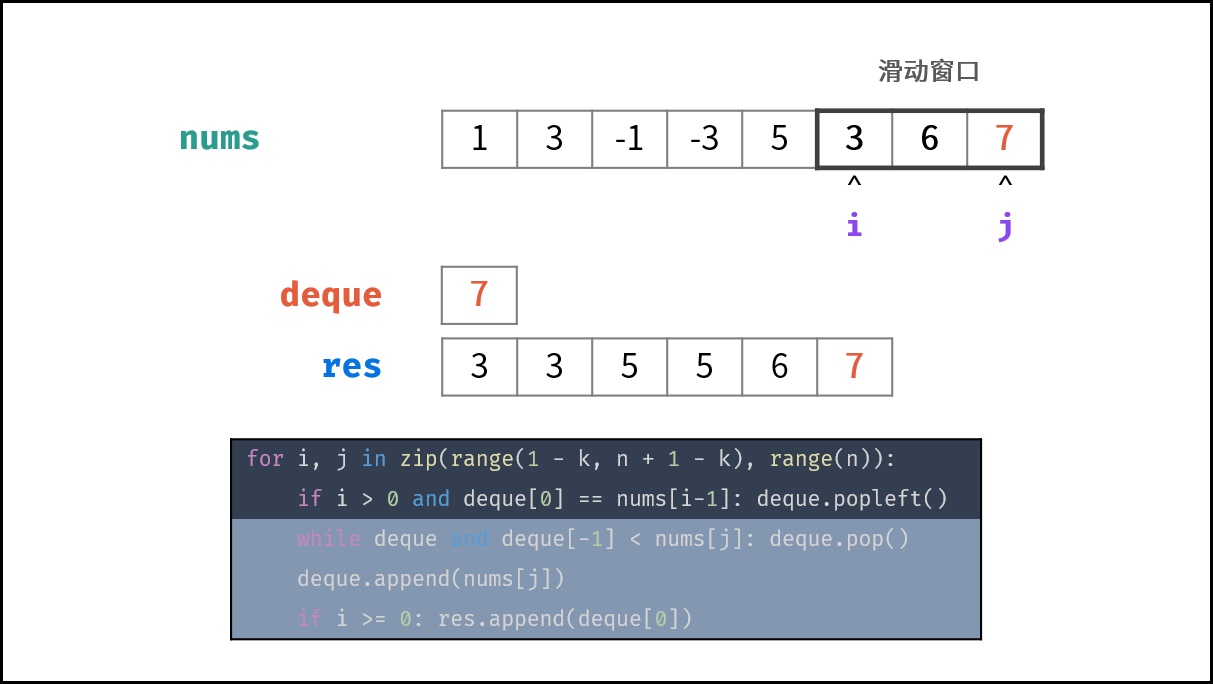 滑动窗口
nums 1 3 -1 -3 5 3 6 7
^ ^
i j
deque 7
res 3 3 5 5 6 7
for i, j in zip(range(1 - k, n + 1 - k), range(n)):
    if i > 0 and deque[0] == nums[i-1]: deque.popleft()
    while deque and deque[-1] < nums[j]: deque.pop()
    deque.append(nums[j])
    if i >= 0: res.append(deque[0])